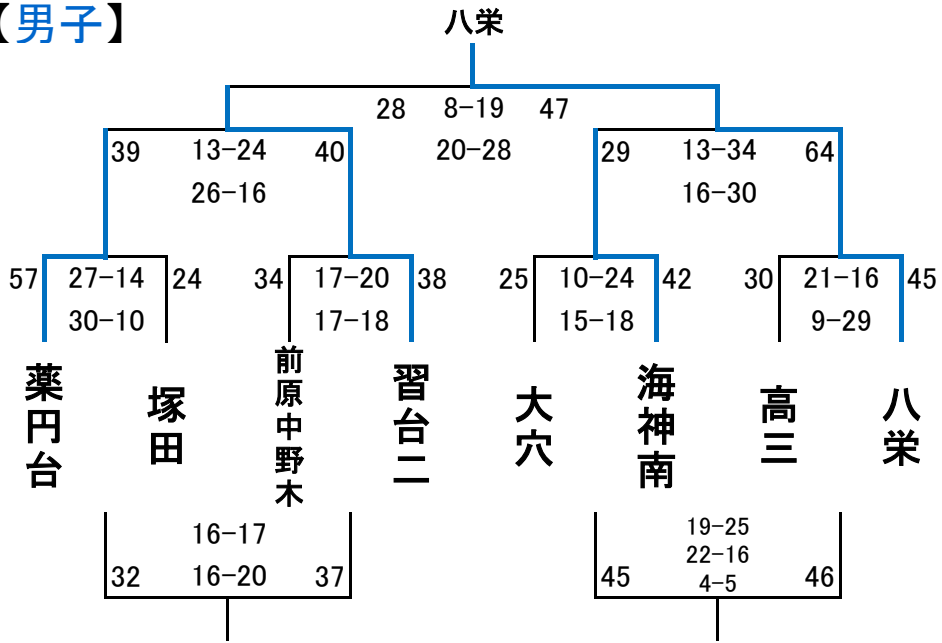 【男子】
八栄
28 8-19 47
20-28
39 13-24 40
26-16
29 13-34 64
16-30
57 27-14 24
30-10
34 17-20 38
17-18
25 10-24 42
15-18
30 21-16 45
9-29
薬円台
塚田
前原中野木
習台二
大穴
海神南
高三
八栄
16-17
32 16-20 37
19-25
22-16
45 4-5 46